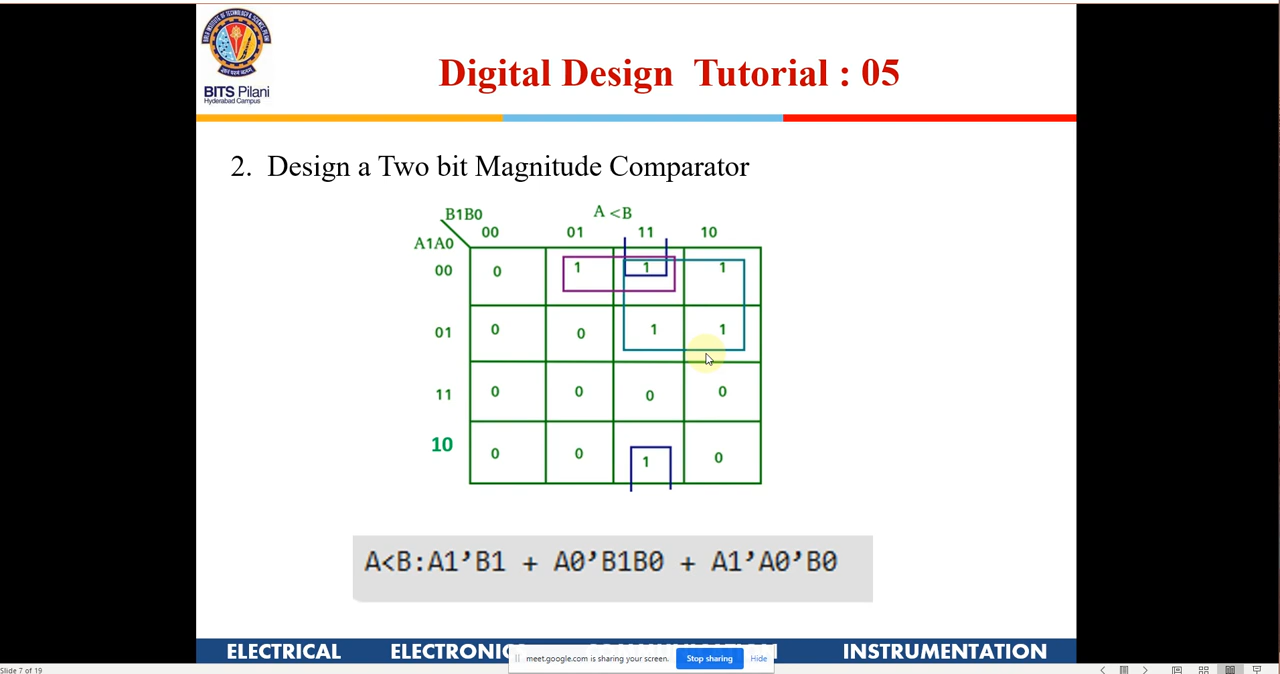 BITS Pilani
Hyderabad Campus
Digital Design Tutorial : 05
2. Design a Two bit Magnitude Comparator
B1B0 A <B
00 01 11 10
A1A0
00 0 1 1 1
01 0 0 1 1
11 0 0 0 0
10 0 0 1 0
A<B:A1’B1 + A0’B1B0 + A1’A0’B0
ELECTRICAL ELECTRONICS INSTRUMENTATION
meet.google.com is sharing your screen. Stop sharing Hide
Slide 7 of 19